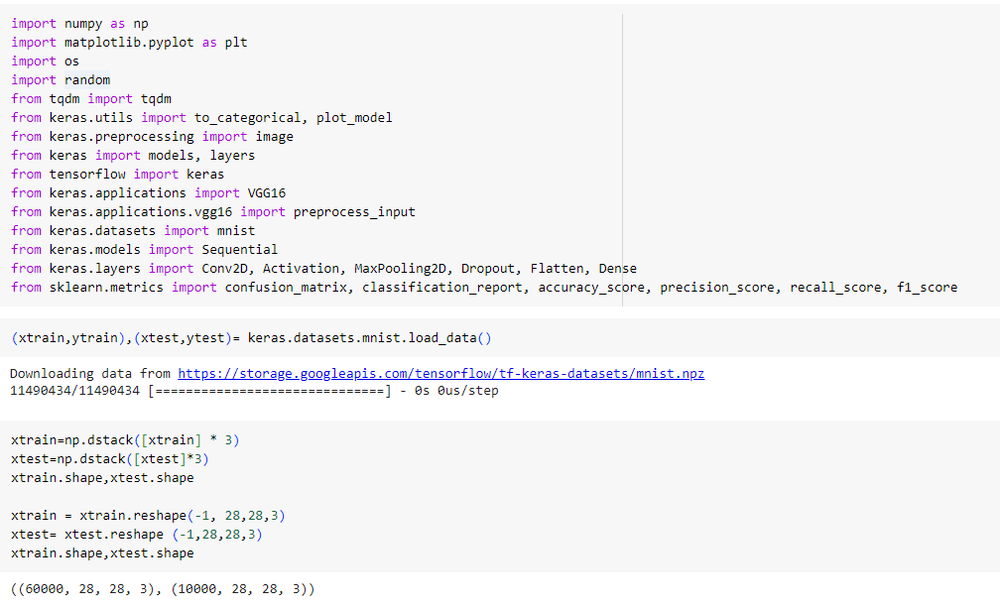 import numpy as np
import matplotlib.pyplot as plt
import os
import random
from tqdm import tqdm
from keras.utils import to_categorical, plot_model
from keras.preprocessing import image
from keras import models, layers
from tensorflow import keras
from keras.applications import VGG16
from keras.applications.vgg16 import preprocess_input
from keras.datasets import mnist
from keras.models import Sequential
from keras.layers import Conv2D, Activation, MaxPooling2D, Dropout, Flatten, Dense
from sklearn.metrics import confusion_matrix, classification_report, accuracy_score, precision_score, recall_score, f1_score
(xtrain,ytrain),(xtest,ytest)= keras.datasets.mnist.load_data()
Downloading data from https://storage.googleapis.com/tensorflow/tf-keras-datasets/mnist.npz
11490434/11490434 [==============================] - 0s 0us/step
xtrain=np.dstack([xtrain] * 3)
xtest=np.dstack([xtest]*3)
xtrain.shape,xtest.shape
xtrain = xtrain.reshape(-1, 28,28,3)
xtest= xtest.reshape (-1,28,28,3)
xtrain.shape,xtest.shape
((60000, 28, 28, 3), (10000, 28, 28, 3))